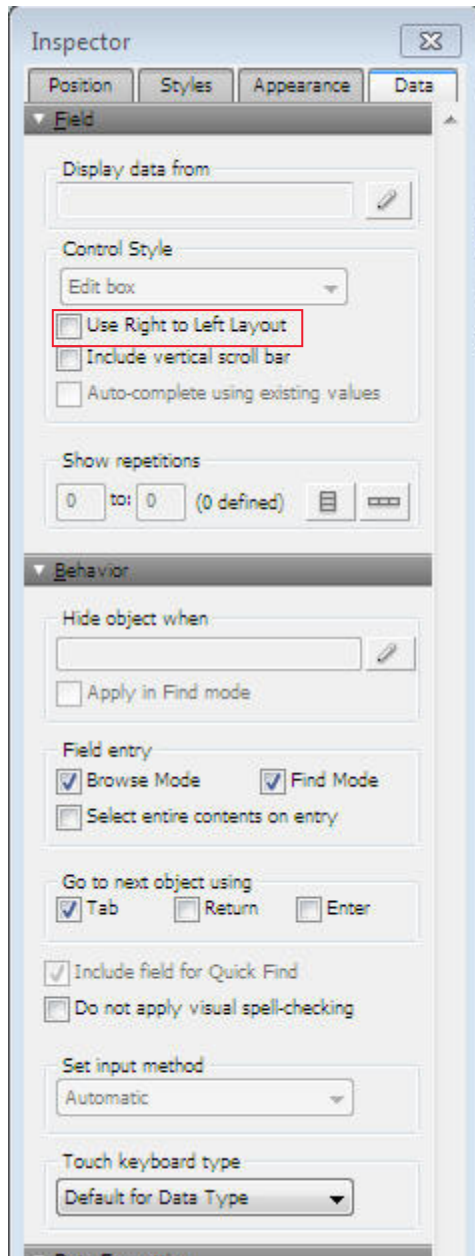 Inspector
Position Styles Appearance Data
Field
Display data from
Control Style
Edit box
Use Right to Left Layout
Include vertical scroll bar
Auto-complete using existing values
Show repetitions
0 to: 0 (0 defined)
Behavior
Hide object when
Apply in Find mode
Field entry
Browse Mode Find Mode
Select entire contents on entry
Go to next object using
Tab Return Enter
Include field for Quick Find
Do not apply visual spell-checking
Set input method
Automatic
Touch keyboard type
Default for Data Type